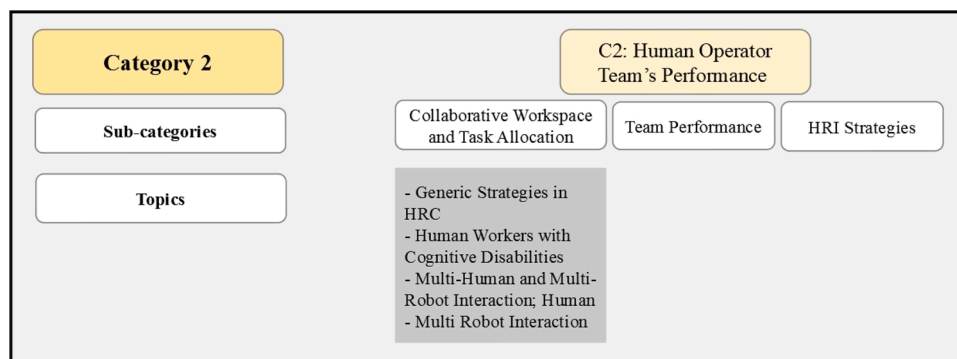 Category 2
C2: Human Operator
Team's Performance
Sub-categories
Collaborative Workspace
and Task Allocation
Team Performance
HRI Strategies
Topics
- Generic Strategies in
HRC
- Human Workers with
Cognitive Disabilities
- Multi-Human and Multi-
Robot Interaction; Human
- Multi Robot Interaction